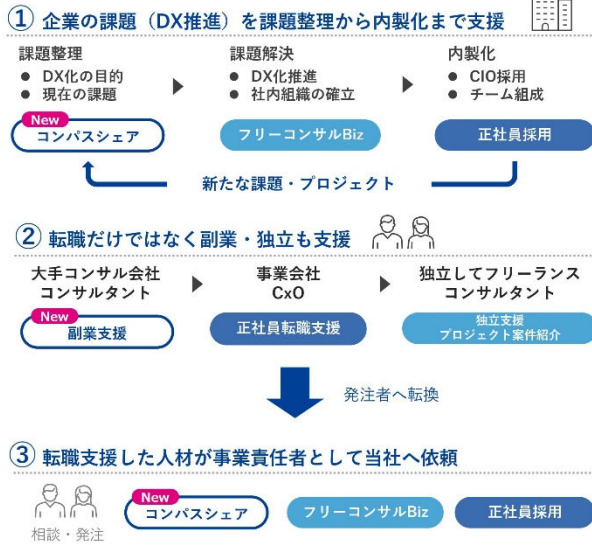 ① 企業の課題（DX推進）を課題整理から内製化まで支援
課題整理
● DX化の目的
● 現在の課題
New
コンパスシェア
課題解決
● DX化推進
● 社内組織の確立
フリーコンサルBiz
内製化
● CIO採用
● チーム組成
正社員採用
新たな課題・プロジェクト
② 転職だけではなく副業・独立も支援
大手コンサル会社
コンサルタント
New
副業支援
事業会社
CxO
正社員転職支援
独立してフリーランス
コンサルタント
独立支援
プロジェクト案件紹介
発注者へ転換
③ 転職支援した人材が事業責任者として当社へ依頼
相談・発注
New
コンパスシェア
フリーコンサルBiz
正社員採用